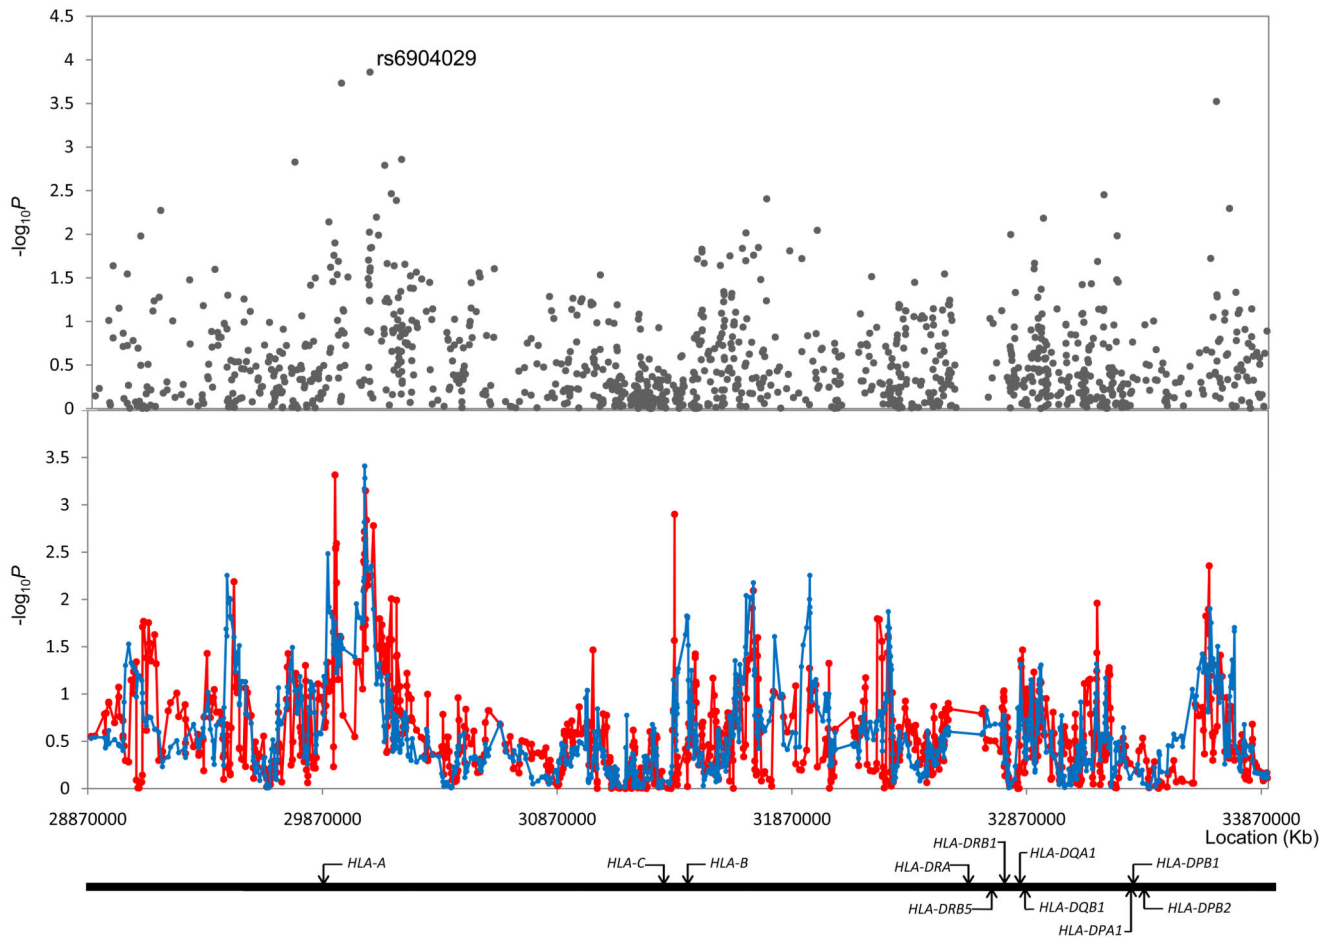 4.5
4
3.5
3
2.5
2
1.5
1
0.5
0
-log10P
rs6904029
3.5
3
2.5
2
1.5
1
0.5
0
-log10P
28870000 29870000 30870000 31870000 32870000 33870000
Location (Kb)
HLA-A HLA-C HLA-B HLA-DRA HLA-DRB1 HLA-DQA1 HLA-DPB1
HLA-DRB5 HLA-DQB1 HLA-DPA1 HLA-DPB2